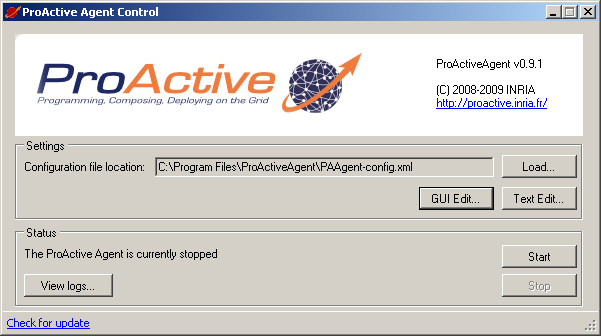 ProActive Agent Control
ProActive
Programming, Composing, Deploying on the Grid
ProActiveAgent v0.9.1
(C) 2008-2009 INRIA
http://proactive.inria.fr/
Settings
Configuration file location: C:\Program Files\ProActiveAgent\PAAgent-config.xml Load...
GUI Edit... Text Edit...
Status
The ProActive Agent is currently stopped Start
View logs... Stop
Check for update